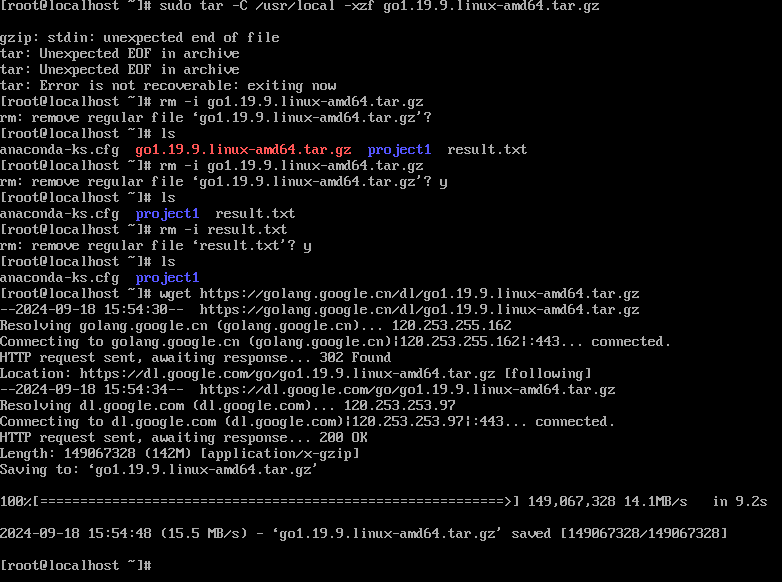 [root@localhost ~]# sudo tar -C /usr/local -xzf go1.19.9.linux-amd64.tar.gz

gzip: stdin: unexpected end of file
tar: Unexpected EOF in archive
tar: Unexpected EOF in archive
tar: Error is not recoverable: exiting now
[root@localhost ~]# rm -i go1.19.9.linux-amd64.tar.gz
rm: remove regular file ‘go1.19.9.linux-amd64.tar.gz’?
[root@localhost ~]# ls
anaconda-ks.cfg  go1.19.9.linux-amd64.tar.gz  project1  result.txt
[root@localhost ~]# rm -i go1.19.9.linux-amd64.tar.gz
rm: remove regular file ‘go1.19.9.linux-amd64.tar.gz’? y
[root@localhost ~]# ls
anaconda-ks.cfg  project1  result.txt
[root@localhost ~]# rm -i result.txt
rm: remove regular file ‘result.txt’? y
[root@localhost ~]# ls
anaconda-ks.cfg  project1
[root@localhost ~]# wget https://golang.google.cn/dl/go1.19.9.linux-amd64.tar.gz
--2024-09-18 15:54:30--  https://golang.google.cn/dl/go1.19.9.linux-amd64.tar.gz
Resolving golang.google.cn (golang.google.cn)... 120.253.255.162
Connecting to golang.google.cn (golang.google.cn)|120.253.255.162|:443... connected.
HTTP request sent, awaiting response... 302 Found
Location: https://dl.google.com/go/go1.19.9.linux-amd64.tar.gz [following]
--2024-09-18 15:54:34--  https://dl.google.com/go/go1.19.9.linux-amd64.tar.gz
Resolving dl.google.com (dl.google.com)... 120.253.253.97
Connecting to dl.google.com (dl.google.com)|120.253.253.97|:443... connected.
HTTP request sent, awaiting response... 200 OK
Length: 149067328 (142M) [application/x-gzip]
Saving to: ‘go1.19.9.linux-amd64.tar.gz’

100%[==========================================================>] 149,067,328 14.1MB/s   in 9.2s

2024-09-18 15:54:48 (15.5 MB/s) - ‘go1.19.9.linux-amd64.tar.gz’ saved [149067328/149067328]

[root@localhost ~]#